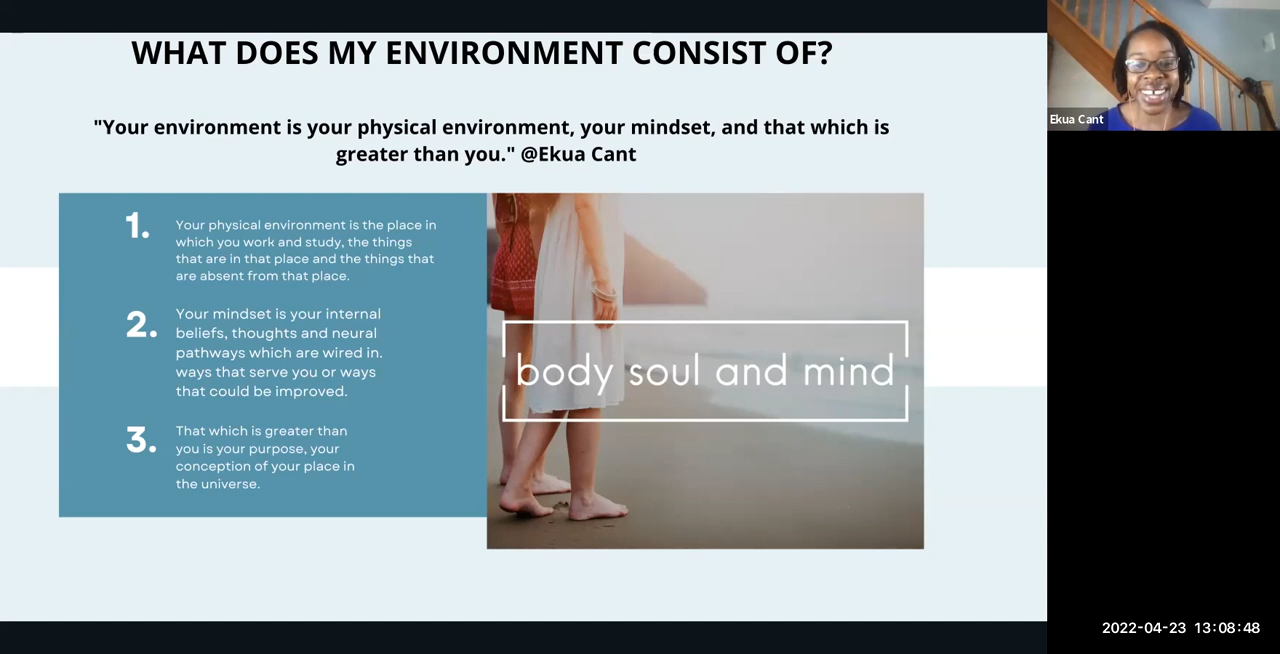 WHAT DOES MY ENVIRONMENT CONSIST OF?
"Your environment is your physical environment, your mindset, and that which is
greater than you." @Ekua Cant
1.
Your physical environment is the place in
which you work and study, the things
that are in that place and the things that
are absent from that place.
2.
Your mindset is your internal
beliefs, thoughts and neural
pathways which are wired in.
ways that serve you or ways
that could be improved.
3.
That which is greater than
you is your purpose, your
conception of your place in
the universe.
body soul and mind
Ekua Cant
2022-04-23 13:08:48